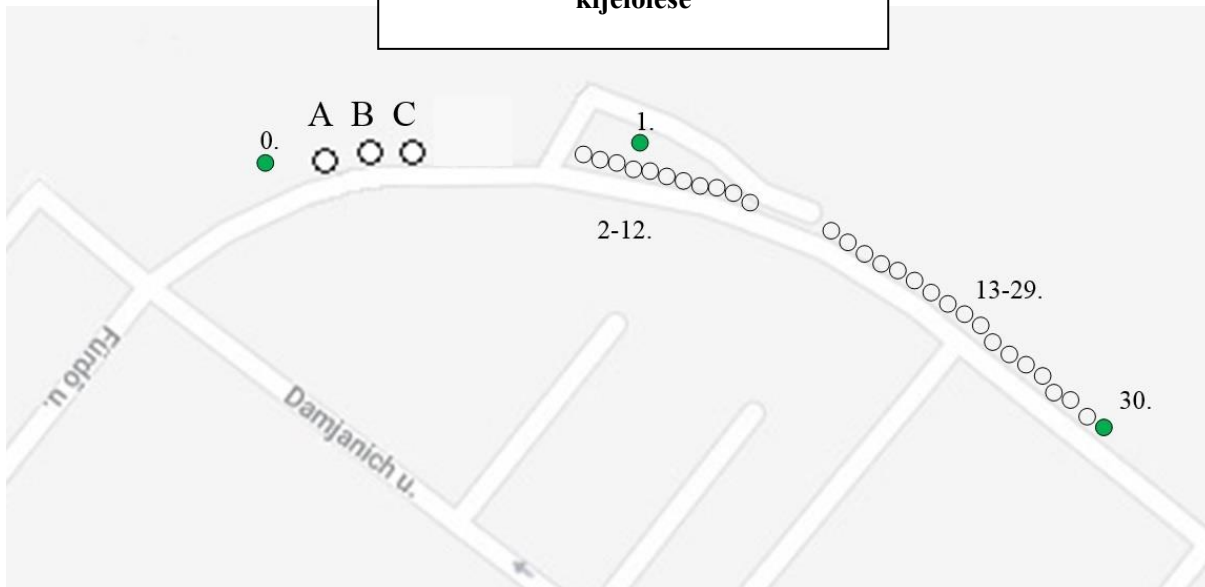 kijelölése
A B C
0.
1.
2-12.
13-29.
30.
Fürdő u.
Damjanich u.